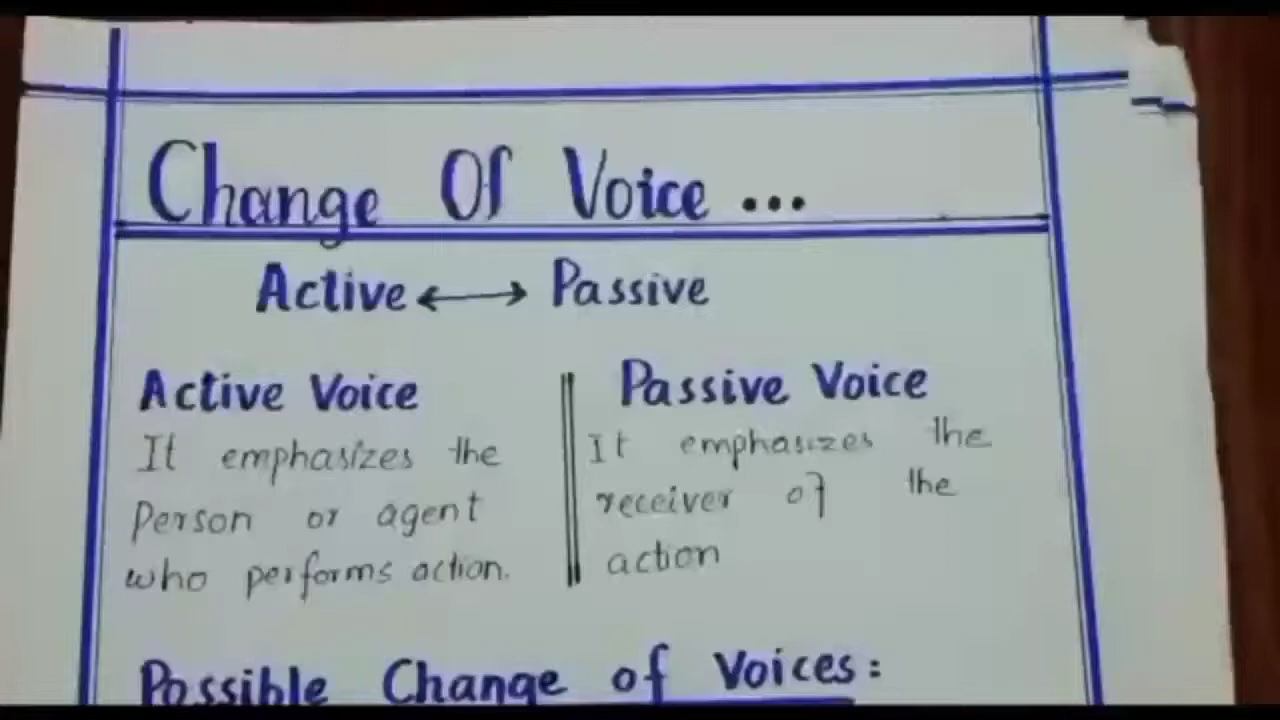 Change Of Voice ...
Active ↔ Passive
Active Voice
It emphasizes the
Person or agent
who performs action.
Passive Voice
It emphasizes the
receiver of the
action
Possible Change of Voices: